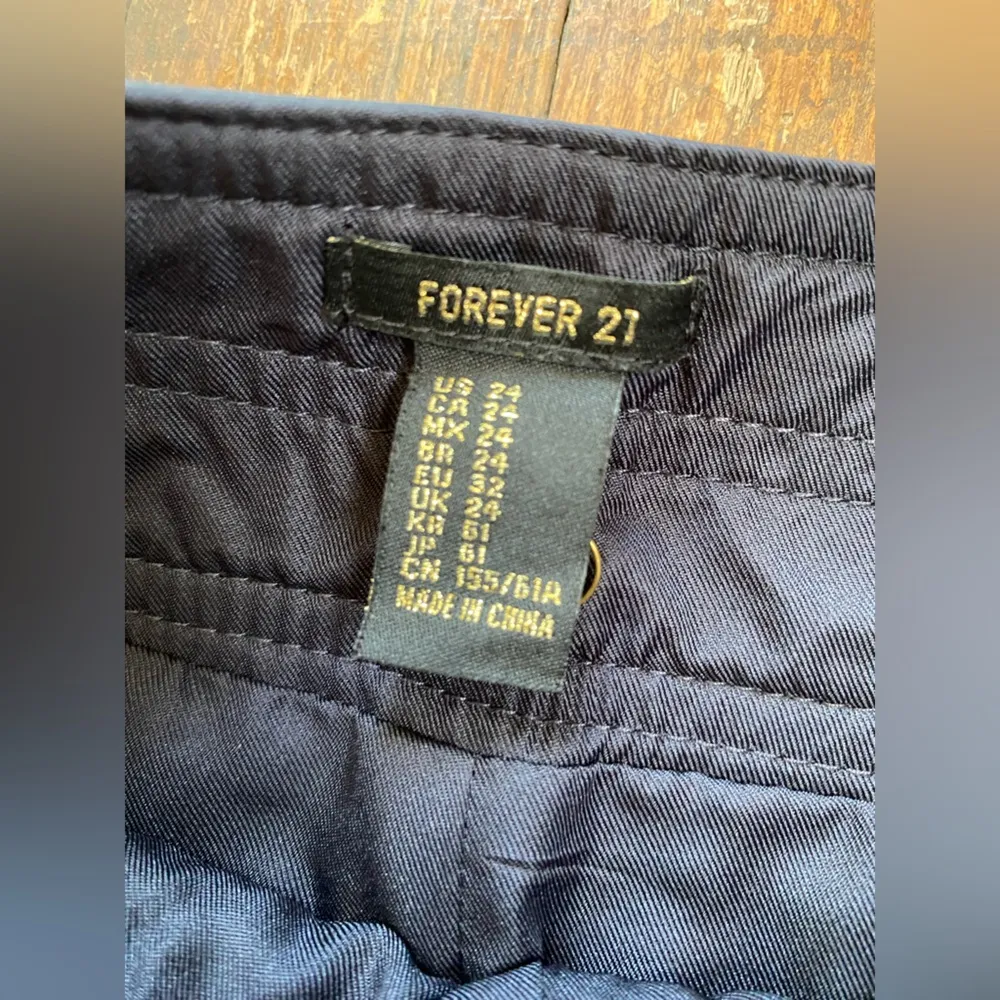 FOREVER 21
US 24
CA 24
MX 24
BR 24
EU 32
UK 24
KR 61
JP 61
CN 155/61A
MADE IN CHINA